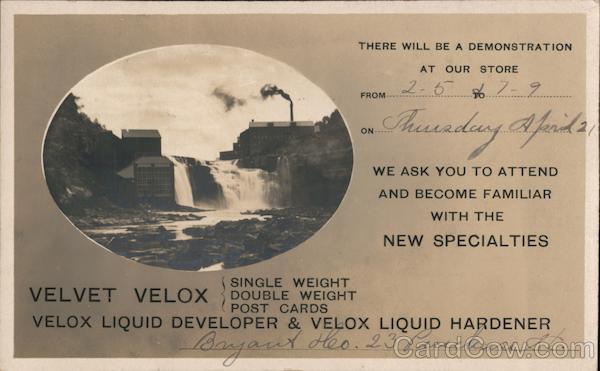 THERE WILL BE A DEMONSTRATION
AT OUR STORE
FROM 2-5 & TO 7-9
ON Thursday April 21
WE ASK YOU TO ATTEND
AND BECOME FAMILIAR
WITH THE
NEW SPECIALTIES
VELVET VELOX { SINGLE WEIGHT
DOUBLE WEIGHT
POST CARDS
VELOX LIQUID DEVELOPER & VELOX LIQUID HARDENER
Bryant 23
CardCow.com